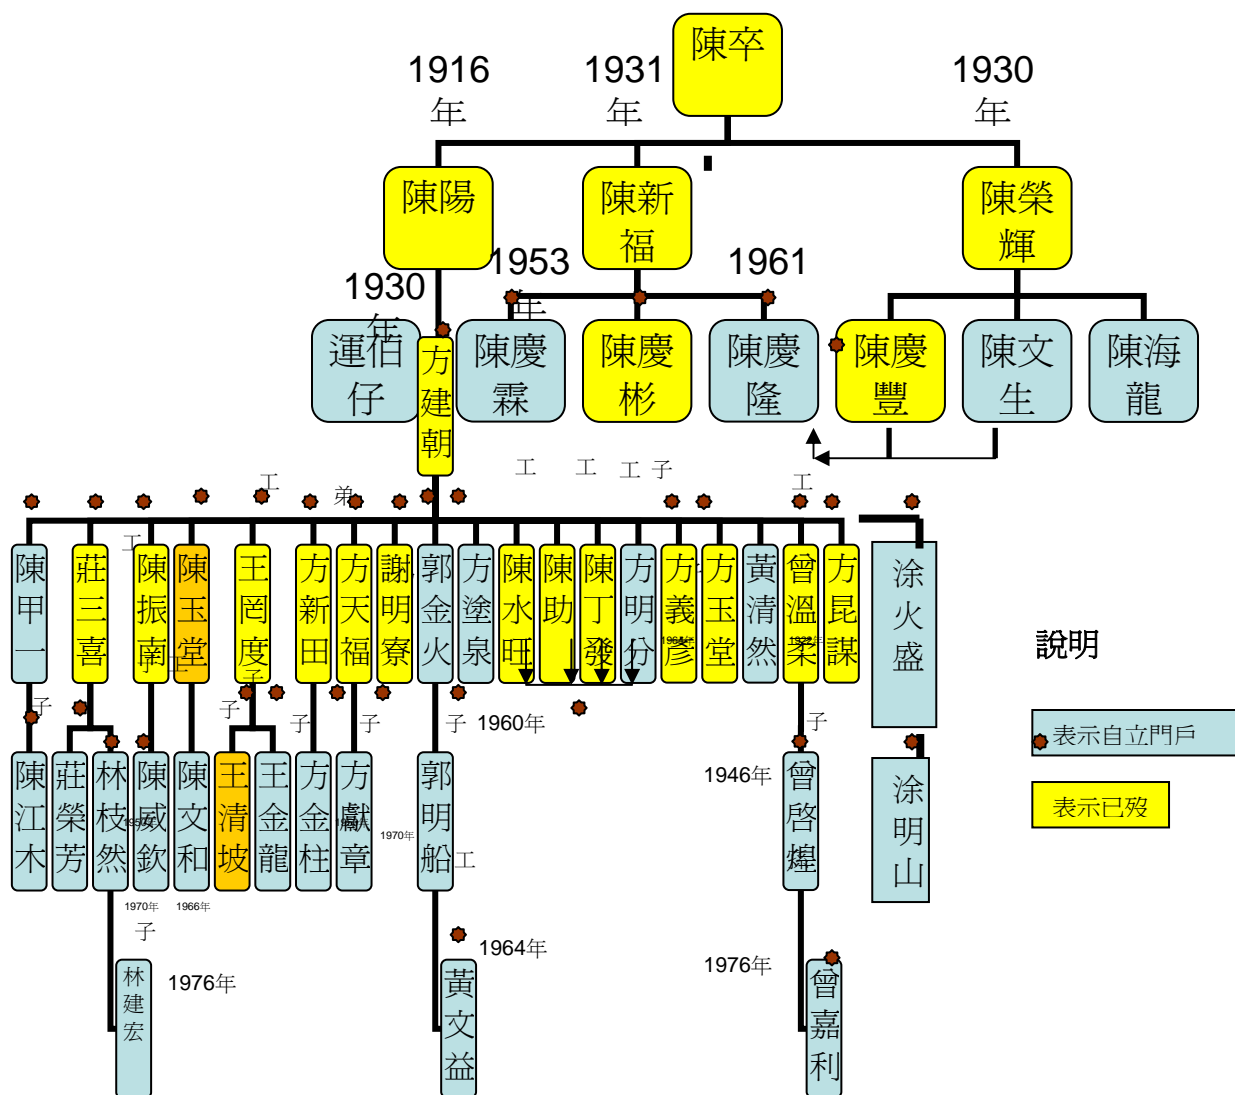 陳卒
1916
年
1931
年
1930
年
陳陽
陳新
福
陳榮
輝
1930
年
1953
年
1961
運伯
仔
方建朝
陳慶
霖
陳慶
彬
陳慶
隆
陳慶
豐
陳文
生
陳海
龍
工
弟
工
工
工
子
工
陳甲一
莊三喜
工
陳振南
陳玉堂
王罔度
方新田
方天福
謝明寮
郭金火
方塗泉
陳水旺
陳助
陳丁發
方明分
方義彥
方玉堂
黃清然
曾溫柔
方昆謀
涂火盛
說明
子
子
工
子
子
子
子
子
1960年
子
表示自立門戶
表示已歿
陳江木
莊榮芳
林枝然
陳威欽
陳文和
王清坡
王金龍
方金柱
方獻章
1970年
郭明船
工
1946年
曾啓煌
涂明山
1970年
1966年
子
1976年
1964年
1976年
林建宏
黃文益
曾嘉利